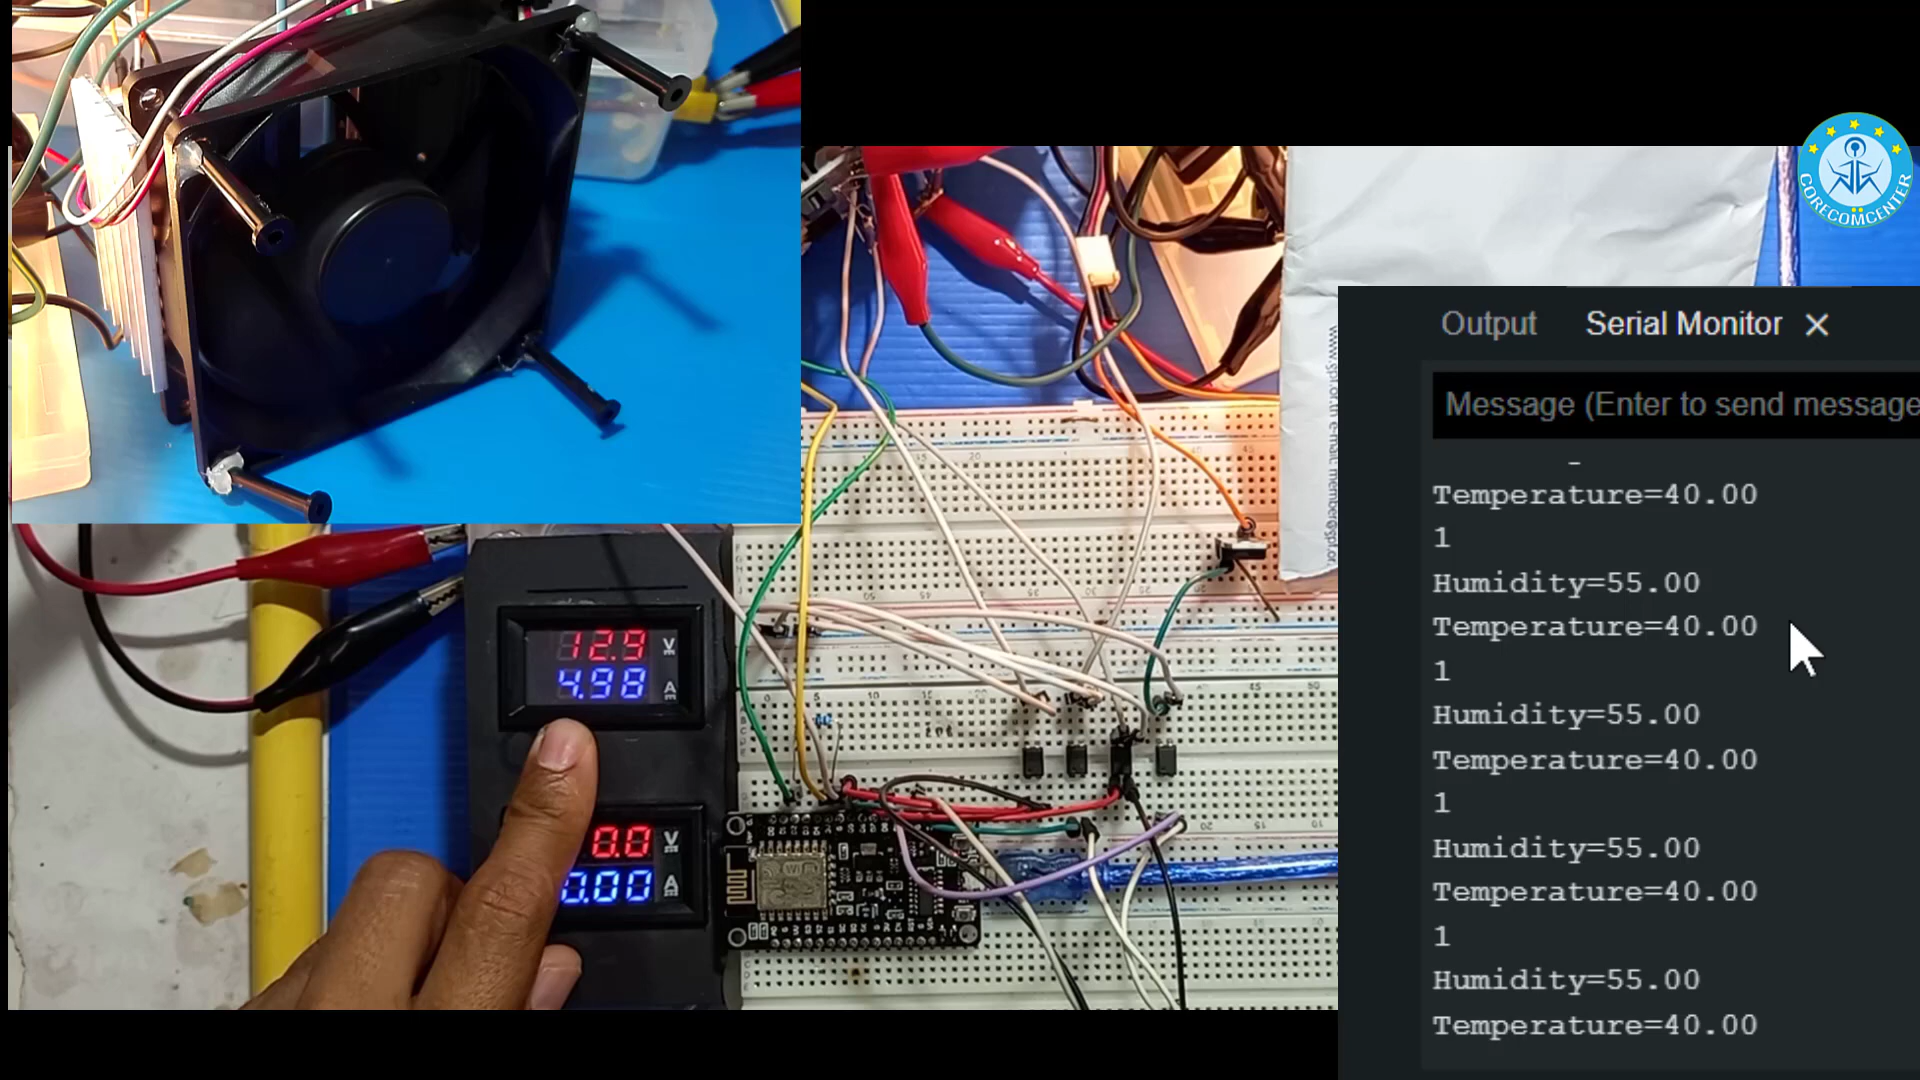 CORECOMCENTER
Output
Serial Monitor
Message (Enter to send message
Temperature=40.00
1
Humidity=55.00
Temperature=40.00
1
Humidity=55.00
Temperature=40.00
1
Humidity=55.00
Temperature=40.00
1
Humidity=55.00
Temperature=40.00
12.9 V
4.98 A
0.0 V
0.00 A